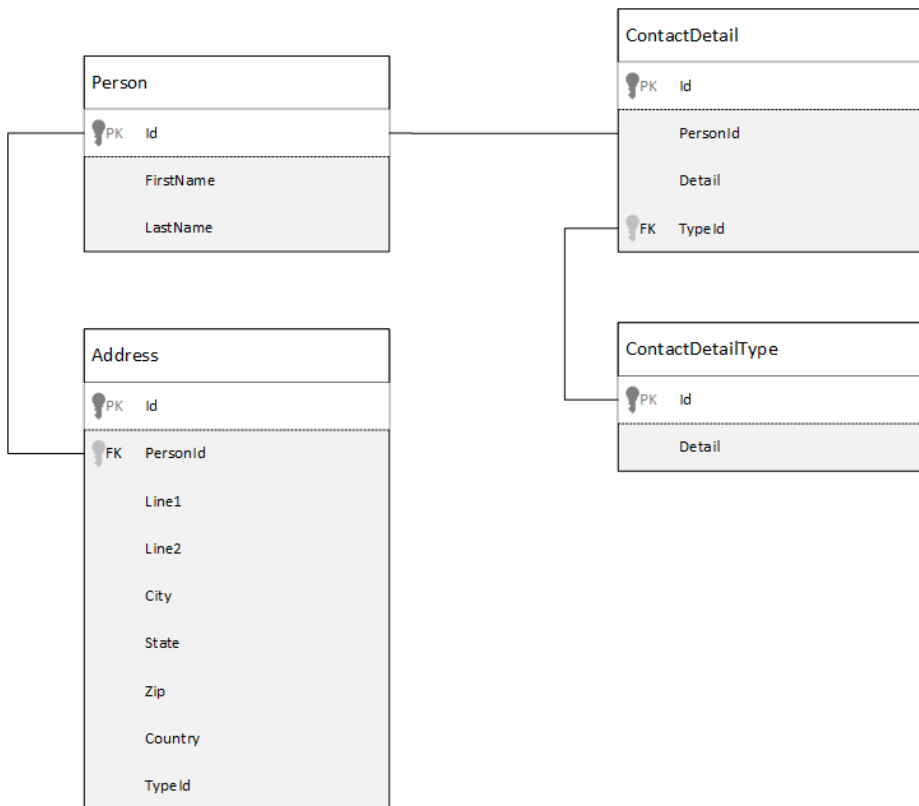 Person
PK Id
FirstName
LastName
Address
PK Id
FK PersonId
Line1
Line2
City
State
Zip
Country
TypeId
ContactDetail
PK Id
PersonId
Detail
FK TypeId
ContactDetailType
PK Id
Detail